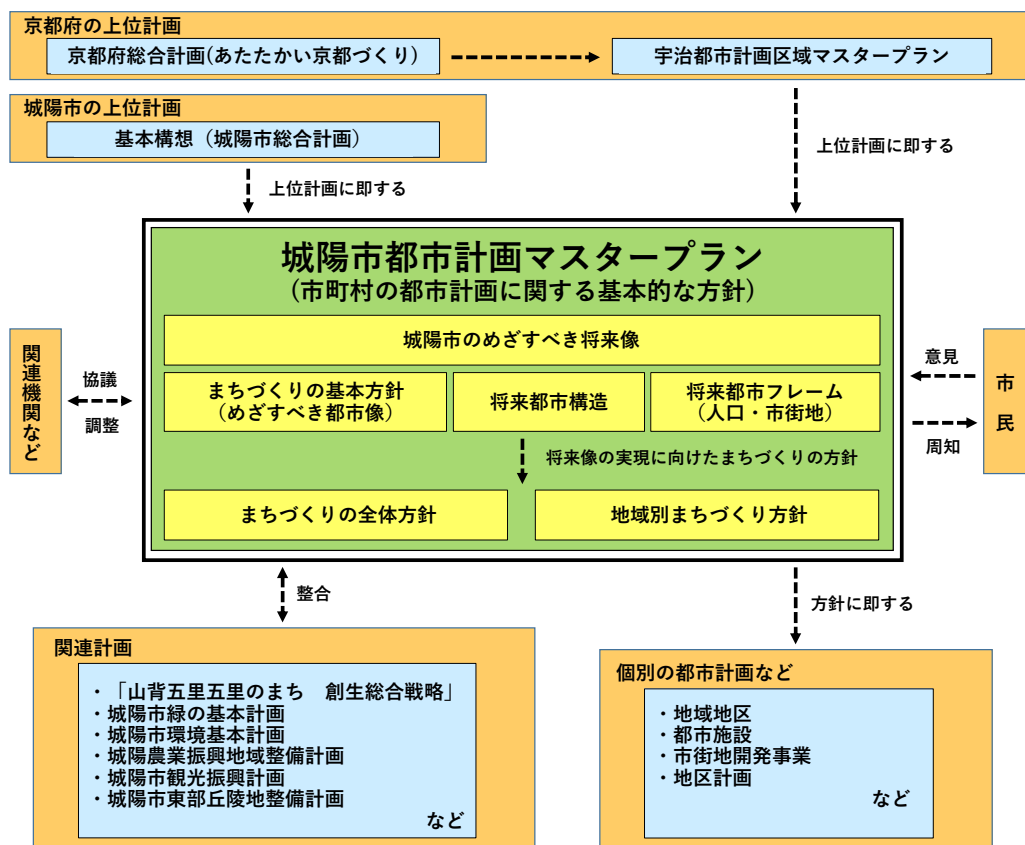 京都府の上位計画
京都府総合計画(あたたかい京都づくり)
宇治都市計画区域マスタープラン
城陽市の上位計画
基本構想（城陽市総合計画）
上位計画に即する
上位計画に即する
城陽市都市計画マスタープラン
(市町村の都市計画に関する基本的な方針)
城陽市のめざすべき将来像
まちづくりの基本方針
（めざすべき都市像）
将来都市構造
将来都市フレーム
（人口・市街地）
将来像の実現に向けたまちづくりの方針
まちづくりの全体方針
地域別まちづくり方針
関連機関など
協議
調整
意見
周知
市民
整合
方針に即する
関連計画
・「山背五里五里のまち　創生総合戦略」
・城陽市緑の基本計画
・城陽市環境基本計画
・城陽農業振興地域整備計画
・城陽市観光振興計画
・城陽市東部丘陵地整備計画
など
個別の都市計画など
・地域地区
・都市施設
・市街地開発事業
・地区計画
など